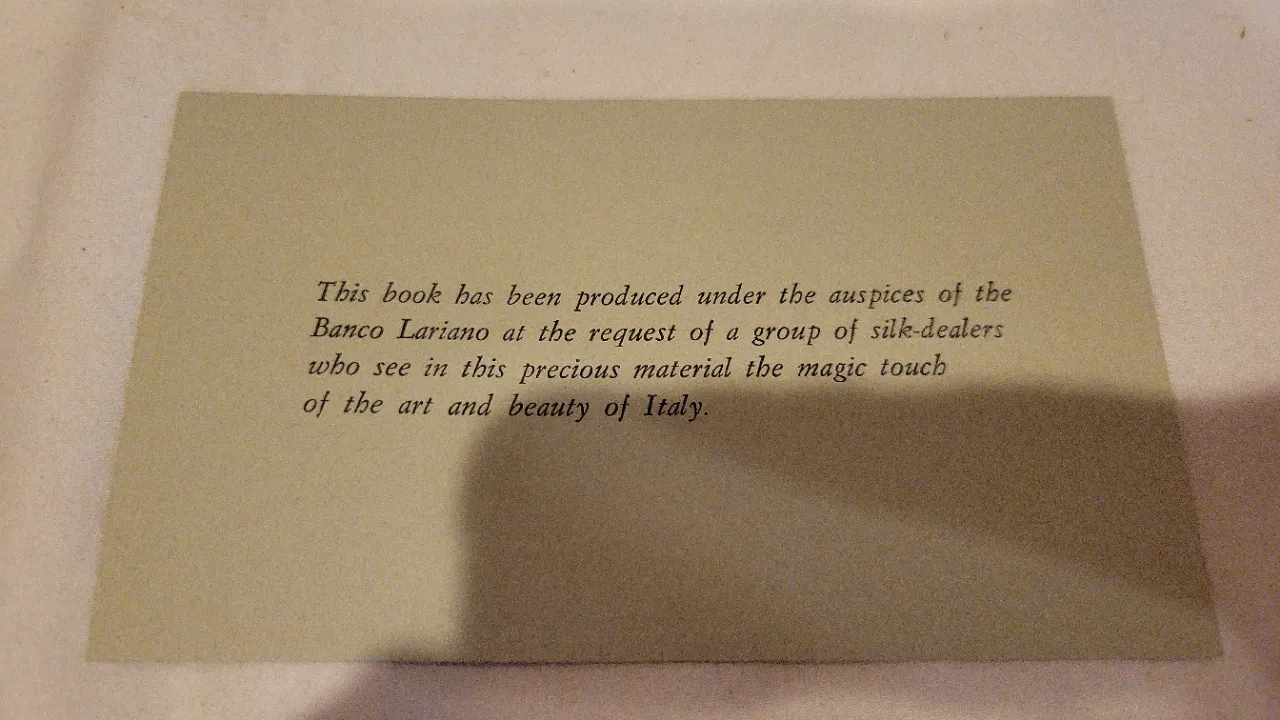 This book has been produced under the auspices of the
Banco Lariano at the request of a group of silk-dealers
who see in this precious material the magic touch
of the art and beauty of Italy.